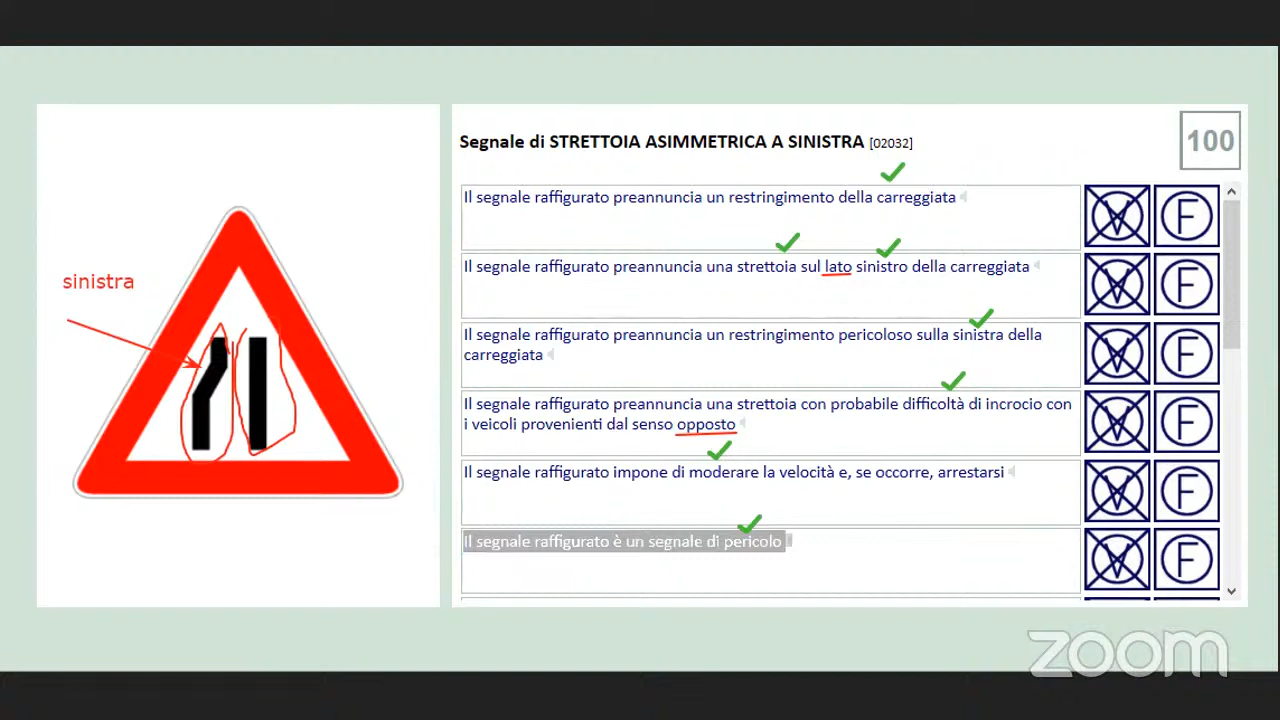 Segnale di STRETTOIA ASIMMETRICA A SINISTRA [02032]
100
sinistra
Il segnale raffigurato preannuncia un restringimento della carreggiata
V F
Il segnale raffigurato preannuncia una strettoia sul lato sinistro della carreggiata
V F
Il segnale raffigurato preannuncia un restringimento pericoloso sulla sinistra della
carreggiata
V F
Il segnale raffigurato preannuncia una strettoia con probabile difficoltà di incrocio con
i veicoli provenienti dal senso opposto
V F
Il segnale raffigurato impone di moderare la velocità e, se occorre, arrestarsi
V F
Il segnale raffigurato è un segnale di pericolo
V F
zoom